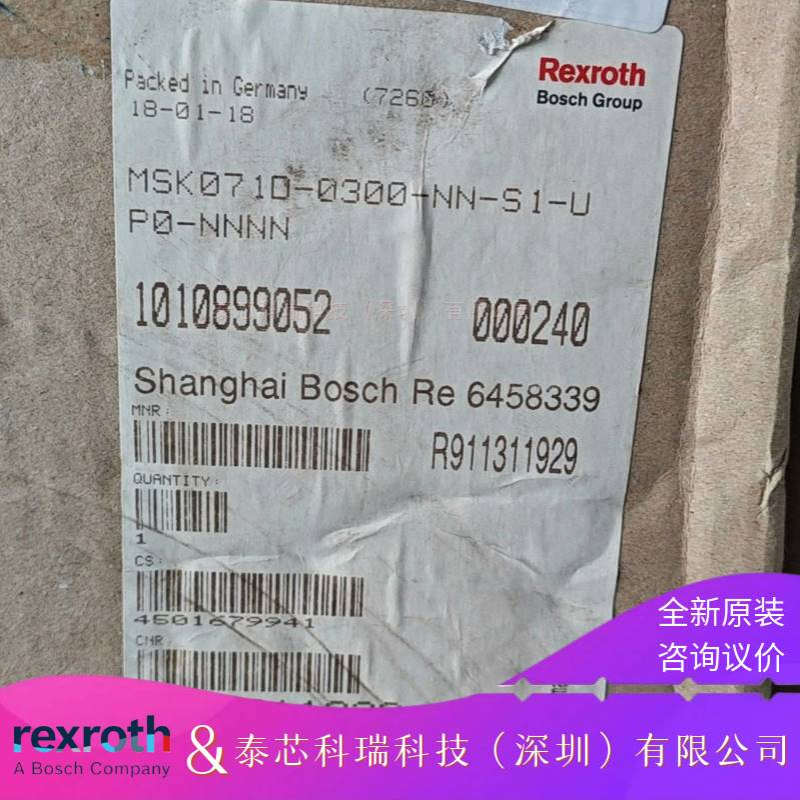 Packed in Germany (7260)
18-01-18
Rexroth
Bosch Group
MSK071D-0300-NN-S1-U
P0-NNNN
1010899052 000240
Shanghai Bosch Re 6458339
MNR:
R911311929
QUANTITY:
1
CS:
4501679941
CNR:
全新原装
咨询议价
rexroth
A Bosch Company
&泰芯科瑞科技（深圳）有限公司